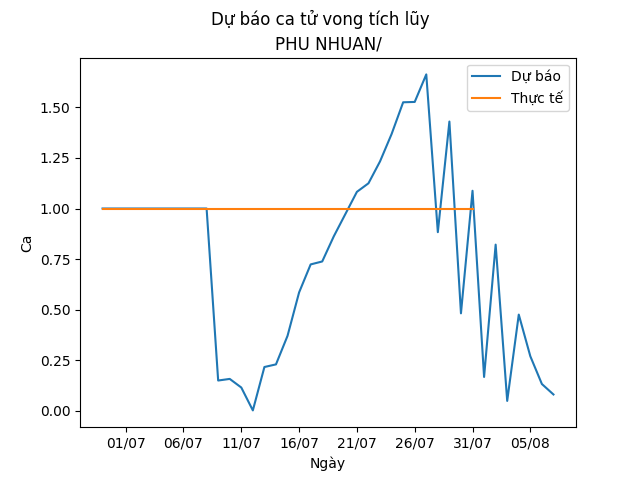 Dự báo ca tử vong tích lũy
PHU NHUAN/
Dự báo
Thực tế
1.50
1.25
1.00
0.75
0.50
0.25
0.00
Ca
01/07 06/07 11/07 16/07 21/07 26/07 31/07 05/08
Ngày